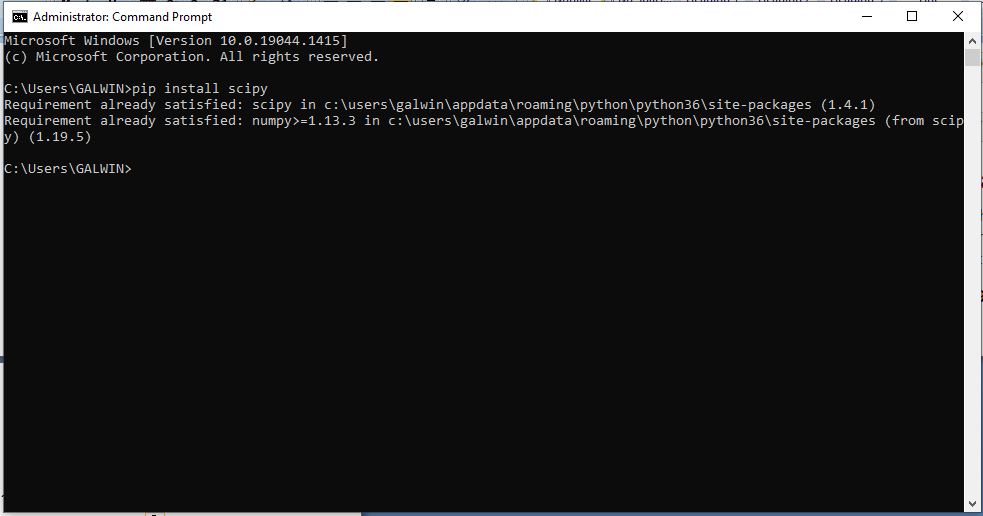 Administrator: Command Prompt
Microsoft Windows [Version 10.0.19044.1415]
(c) Microsoft Corporation. All rights reserved.
C:\Users\GALWIN>pip install scipy
Requirement already satisfied: scipy in c:\users\galwin\appdata\roaming\python\python36\site-packages (1.4.1)
Requirement already satisfied: numpy>=1.13.3 in c:\users\galwin\appdata\roaming\python\python36\site-packages (from scip
y) (1.19.5)
C:\Users\GALWIN>